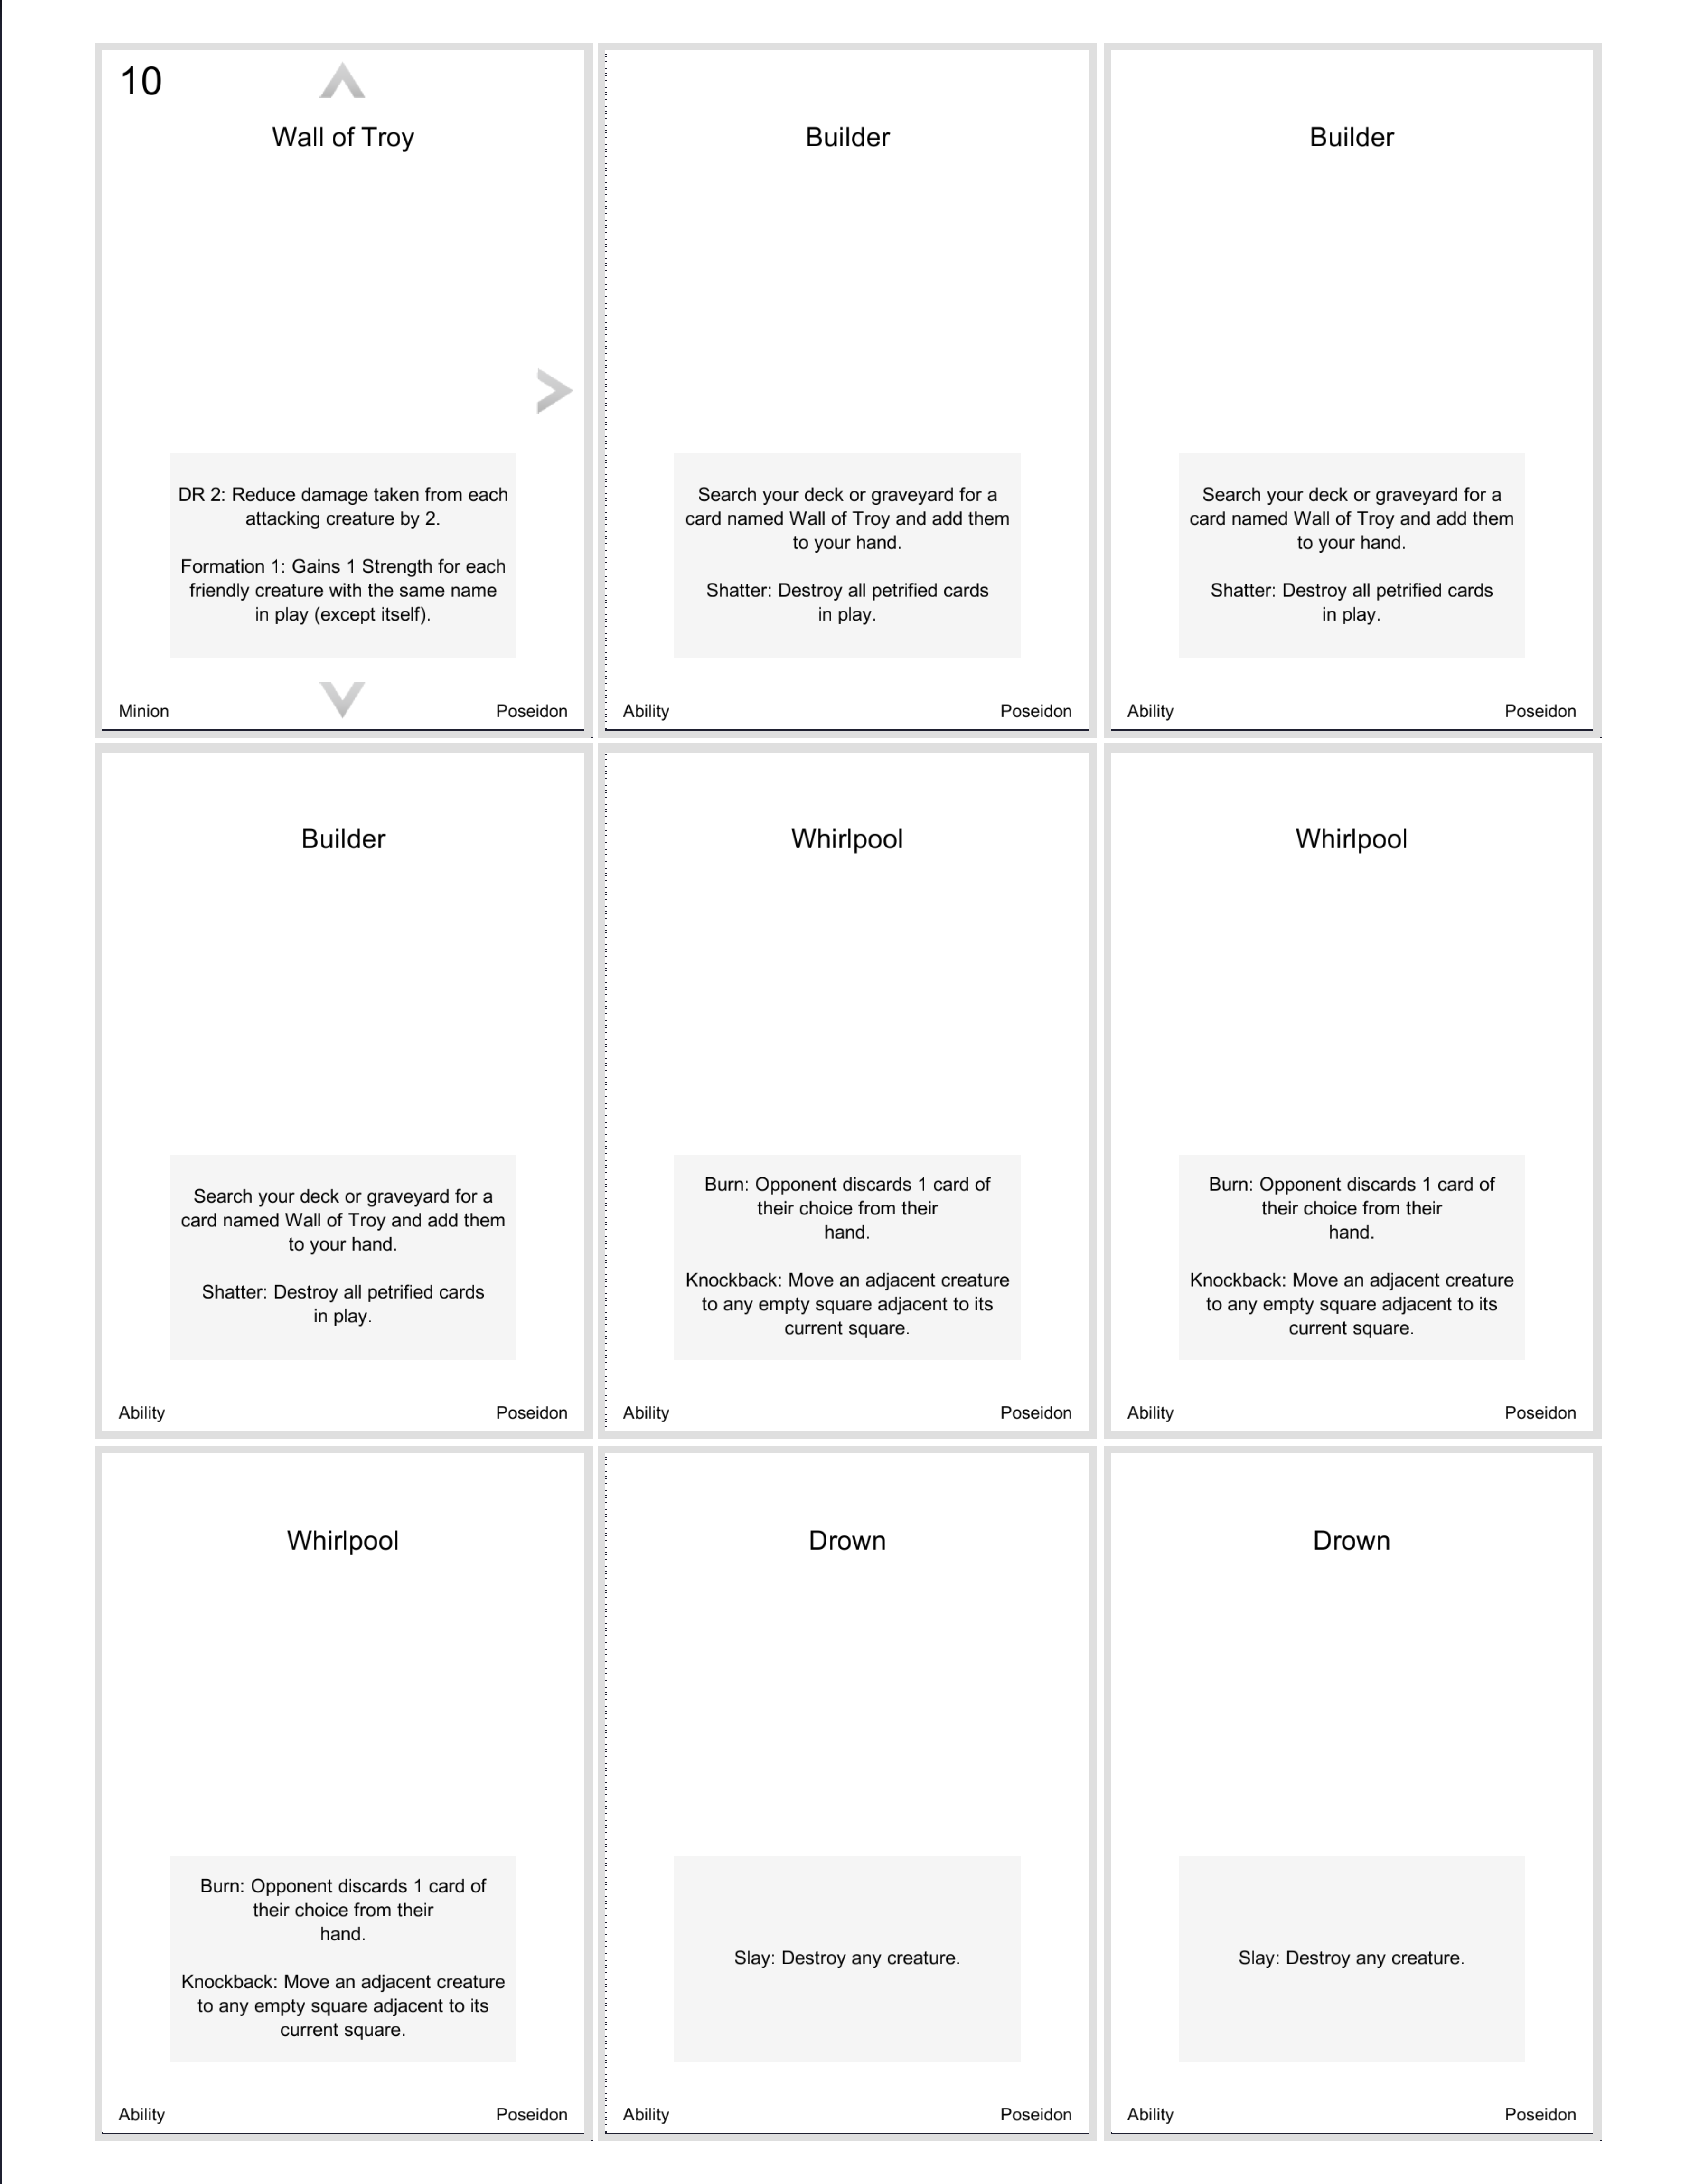 10
Wall of Troy
DR 2: Reduce damage taken from each
attacking creature by 2.
Formation 1: Gains 1 Strength for each
friendly creature with the same name
in play (except itself).
Minion
Poseidon
Builder
Search your deck or graveyard for a
card named Wall of Troy and add them
to your hand.
Shatter: Destroy all petrified cards
in play.
Ability
Poseidon
Builder
Search your deck or graveyard for a
card named Wall of Troy and add them
to your hand.
Shatter: Destroy all petrified cards
in play.
Ability
Poseidon
Builder
Search your deck or graveyard for a
card named Wall of Troy and add them
to your hand.
Shatter: Destroy all petrified cards
in play.
Ability
Poseidon
Whirlpool
Burn: Opponent discards 1 card of
their choice from their
hand.
Knockback: Move an adjacent creature
to any empty square adjacent to its
current square.
Ability
Poseidon
Whirlpool
Burn: Opponent discards 1 card of
their choice from their
hand.
Knockback: Move an adjacent creature
to any empty square adjacent to its
current square.
Ability
Poseidon
Whirlpool
Burn: Opponent discards 1 card of
their choice from their
hand.
Knockback: Move an adjacent creature
to any empty square adjacent to its
current square.
Ability
Poseidon
Drown
Slay: Destroy any creature.
Ability
Poseidon
Drown
Slay: Destroy any creature.
Ability
Poseidon